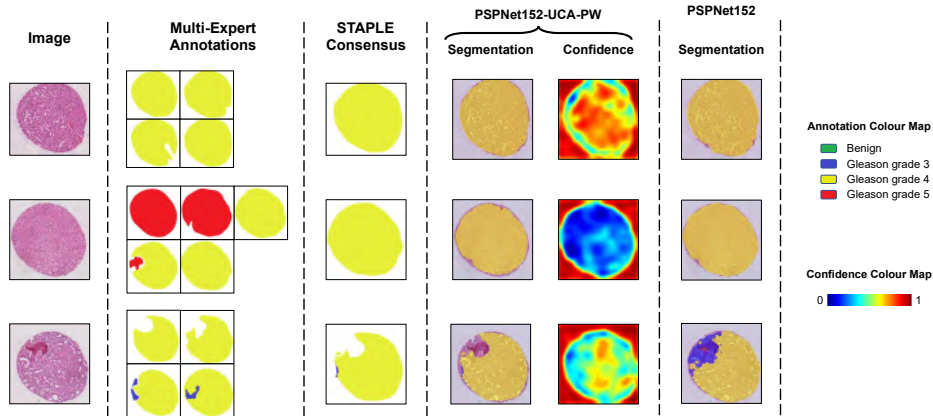 Image
Multi-Expert
Annotations
STAPLE
Consensus
PSPNet152-UCA-PW
Segmentation
Confidence
PSPNet152
Segmentation
Annotation Colour Map
Benign
Gleason grade 3
Gleason grade 4
Gleason grade 5
Confidence Colour Map
0 1